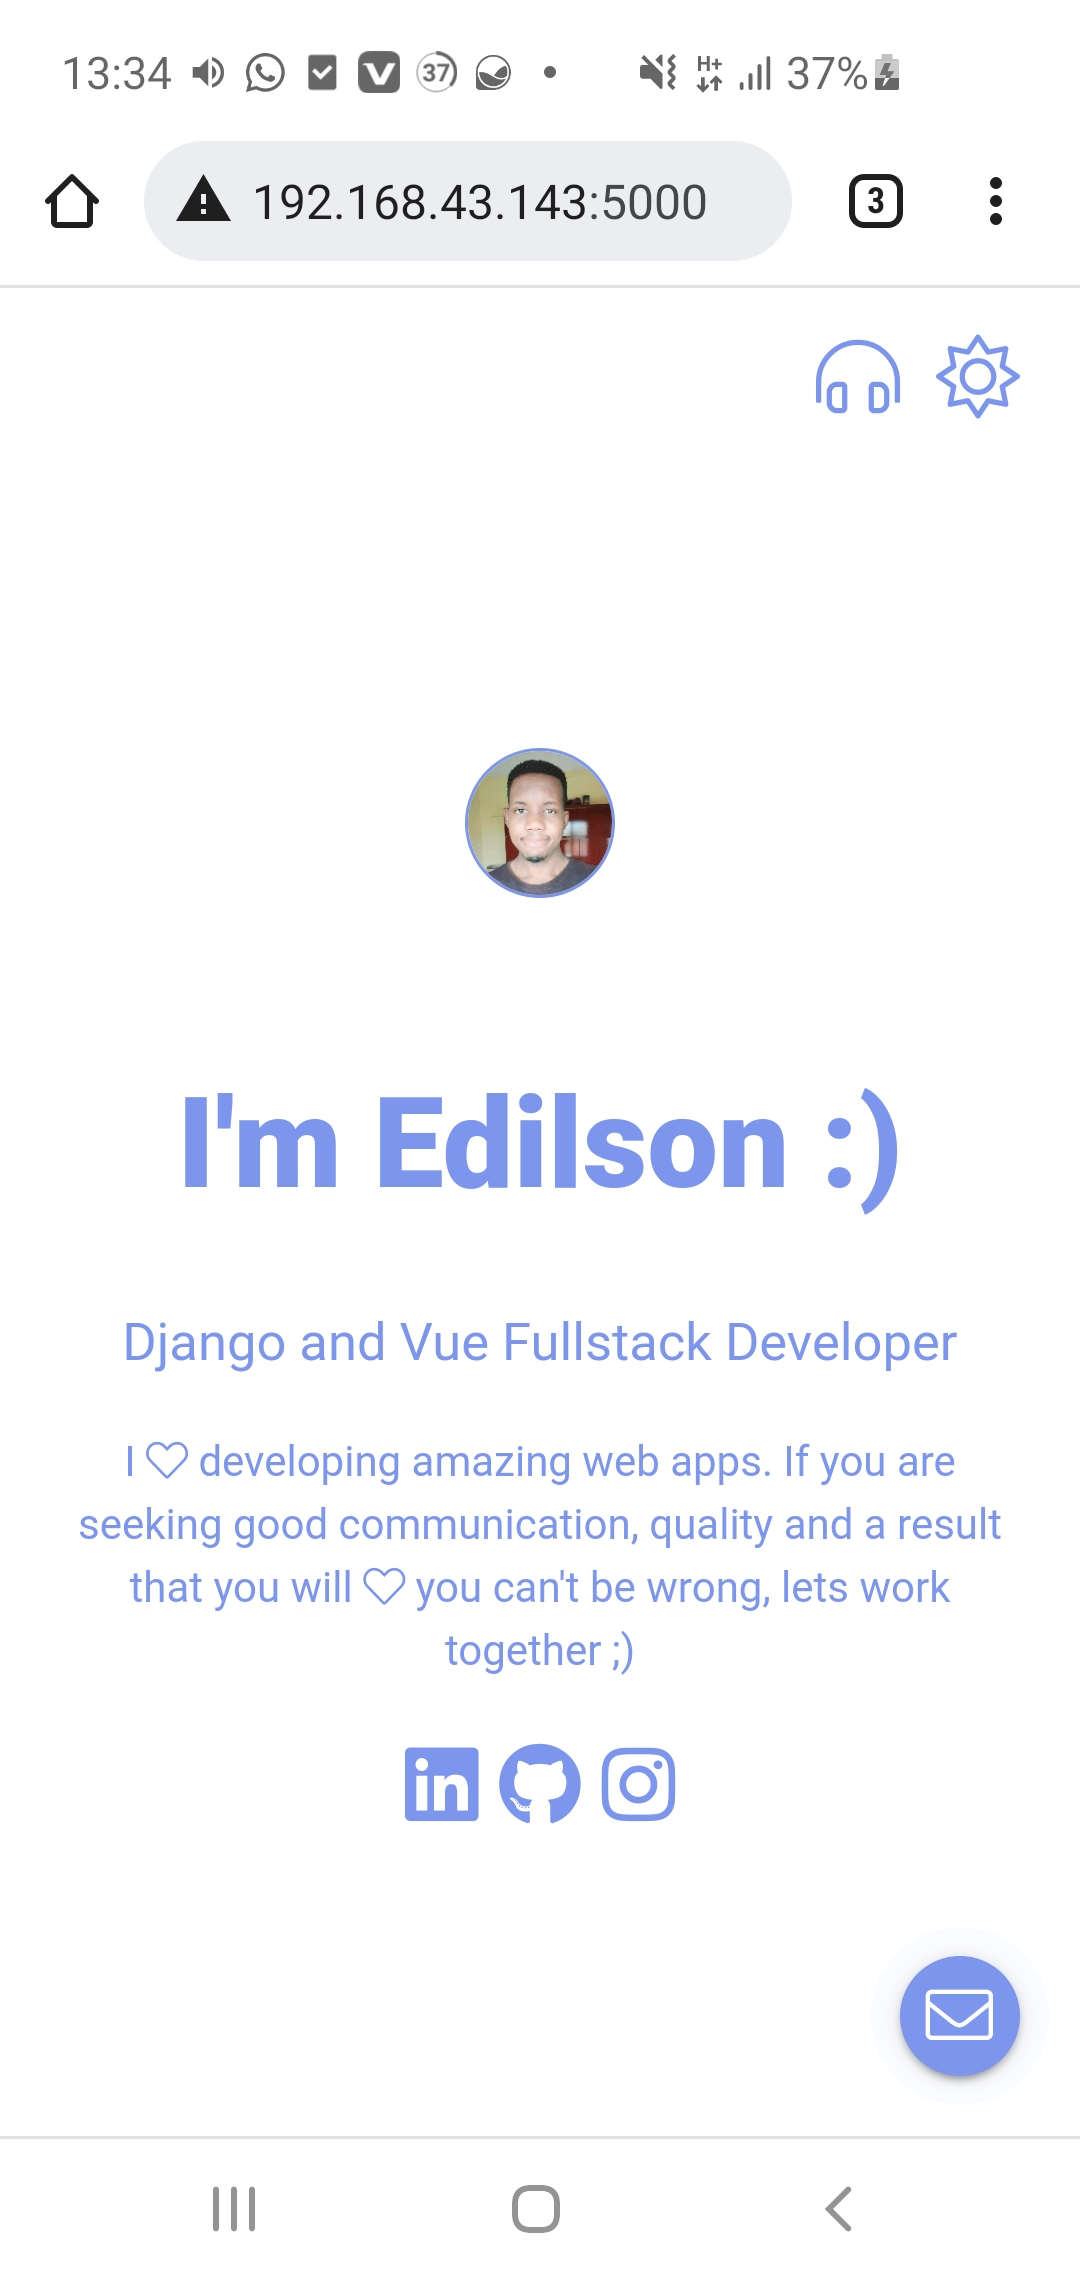 13:34 37 H+ 37%
192.168.43.143:5000 3
I'm Edilson :)
Django and Vue Fullstack Developer
I ♡ developing amazing web apps. If you are
seeking good communication, quality and a result
that you will ♡ you can't be wrong, lets work
together ;)
in